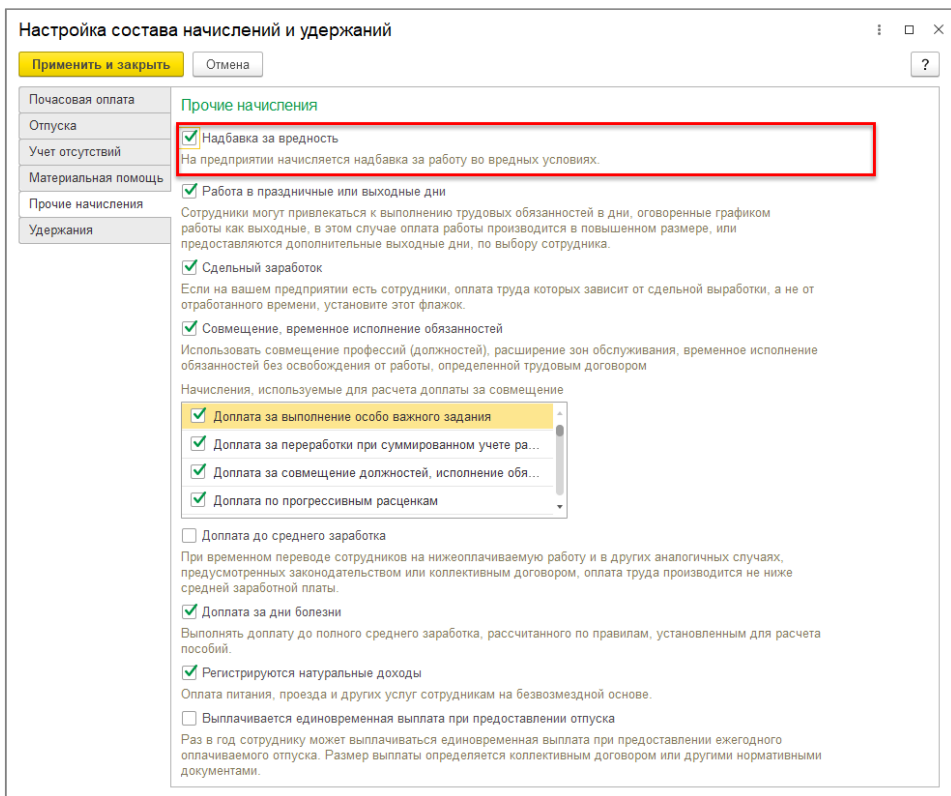 Настройка состава начислений и удержаний
Применить и закрыть
Отмена
?
Почасовая оплата
Отпуска
Учет отсутствий
Материальная помощь
Прочие начисления
Удержания
Прочие начисления
Надбавка за вредность
На предприятии начисляется надбавка за работу во вредных условиях.
Работа в праздничные или выходные дни
Сотрудники могут привлекаться к выполнению трудовых обязанностей в дни, оговоренные графиком
работы как выходные, в этом случае оплата работы производится в повышенном размере, или
предоставляются дополнительные выходные дни, по выбору сотрудника.
Сдельный заработок
Если на вашем предприятии есть сотрудники, оплата труда которых зависит от сдельной выработки, а не от
отработанного времени, установите этот флажок.
Совмещение, временное исполнение обязанностей
Использовать совмещение профессий (должностей), расширение зон обслуживания, временное исполнение
обязанностей без освобождения от работы, определенной трудовым договором
Начисления, используемые для расчета доплаты за совмещение
Доплата за выполнение особо важного задания
Доплата за переработки при суммированном учете ра...
Доплата за совмещение должностей, исполнение обя...
Доплата по прогрессивным расценкам
Доплата до среднего заработка
При временном переводе сотрудников на нижеоплачиваемую работу и в других аналогичных случаях,
предусмотренных законодательством или коллективным договором, оплата труда производится не ниже
средней заработной платы.
Доплата за дни болезни
Выполнять доплату до полного среднего заработка, рассчитанного по правилам, установленным для расчета
пособий.
Регистрируются натуральные доходы
Оплата питания, проезда и других услуг сотрудникам на безвозмездной основе.
Выплачивается единовременная выплата при предоставлении отпуска
Раз в год сотруднику может выплачиваться единовременная выплата при предоставлении ежегодного
оплачиваемого отпуска. Размер выплаты определяется коллективным договором или другими нормативными
документами.